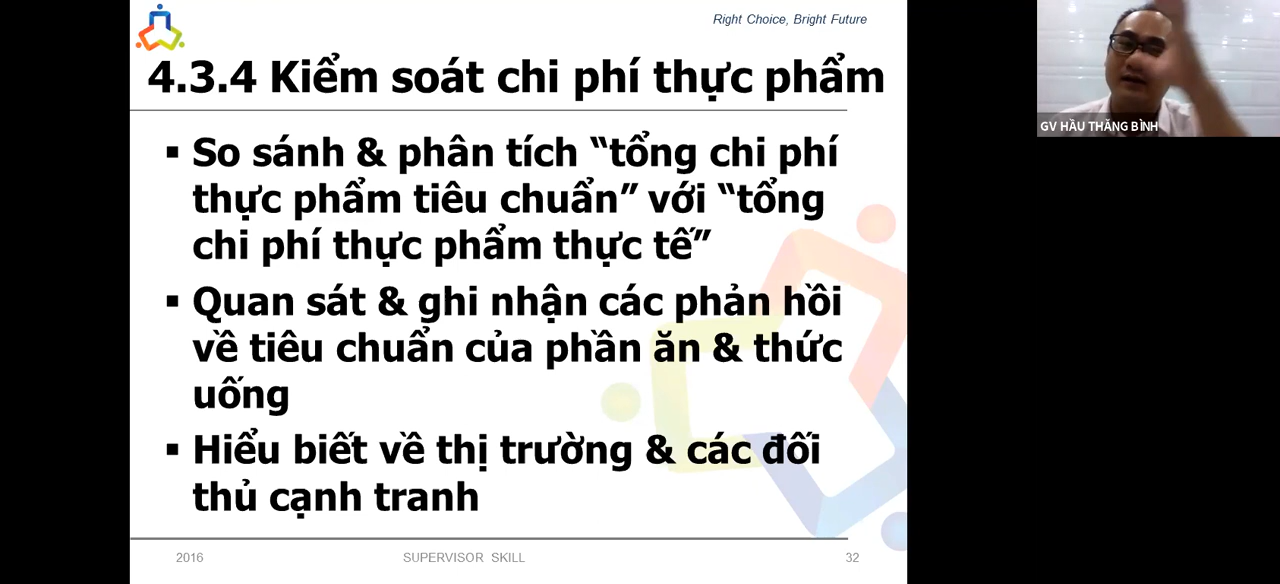 Right Choice, Bright Future
4.3.4 Kiểm soát chi phí thực phẩm
▪ So sánh & phân tích “tổng chi phí
thực phẩm tiêu chuẩn” với “tổng
chi phí thực phẩm thực tế”
▪ Quan sát & ghi nhận các phản hồi
về tiêu chuẩn của phần ăn & thức
uống
▪ Hiểu biết về thị trường & các đối
thủ cạnh tranh
2016 SUPERVISOR SKILL 32
GV HẦU THĂNG BÌNH